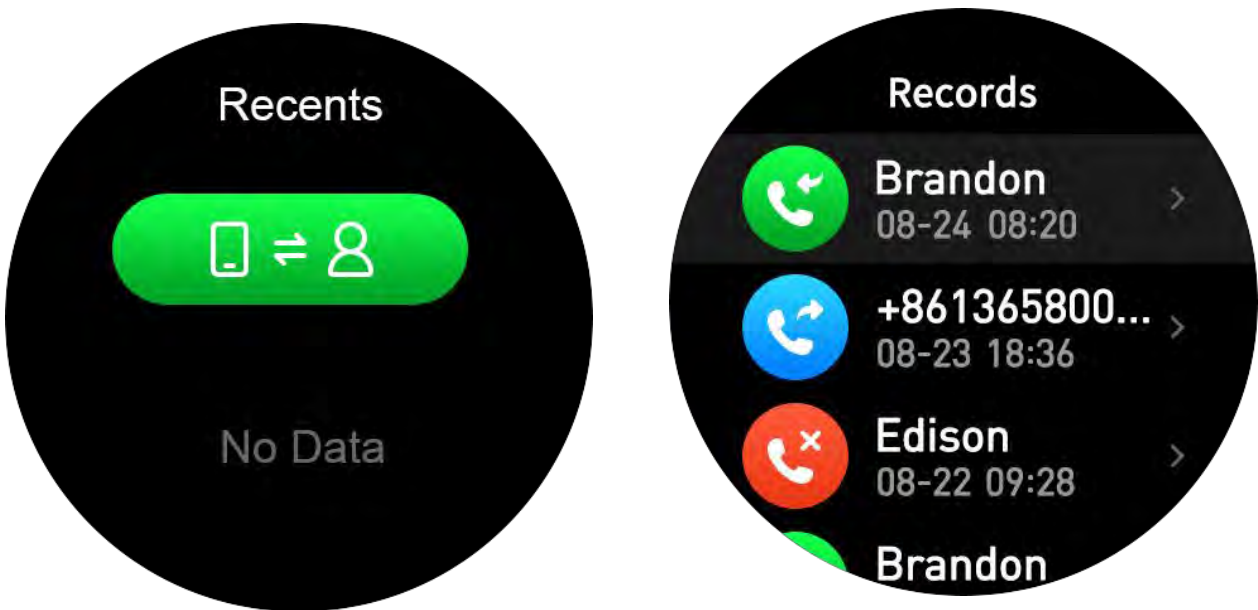 Recents
No Data
Records
Brandon
08-24 08:20
+861365800...
08-23 18:36
Edison
08-22 09:28
Brandon